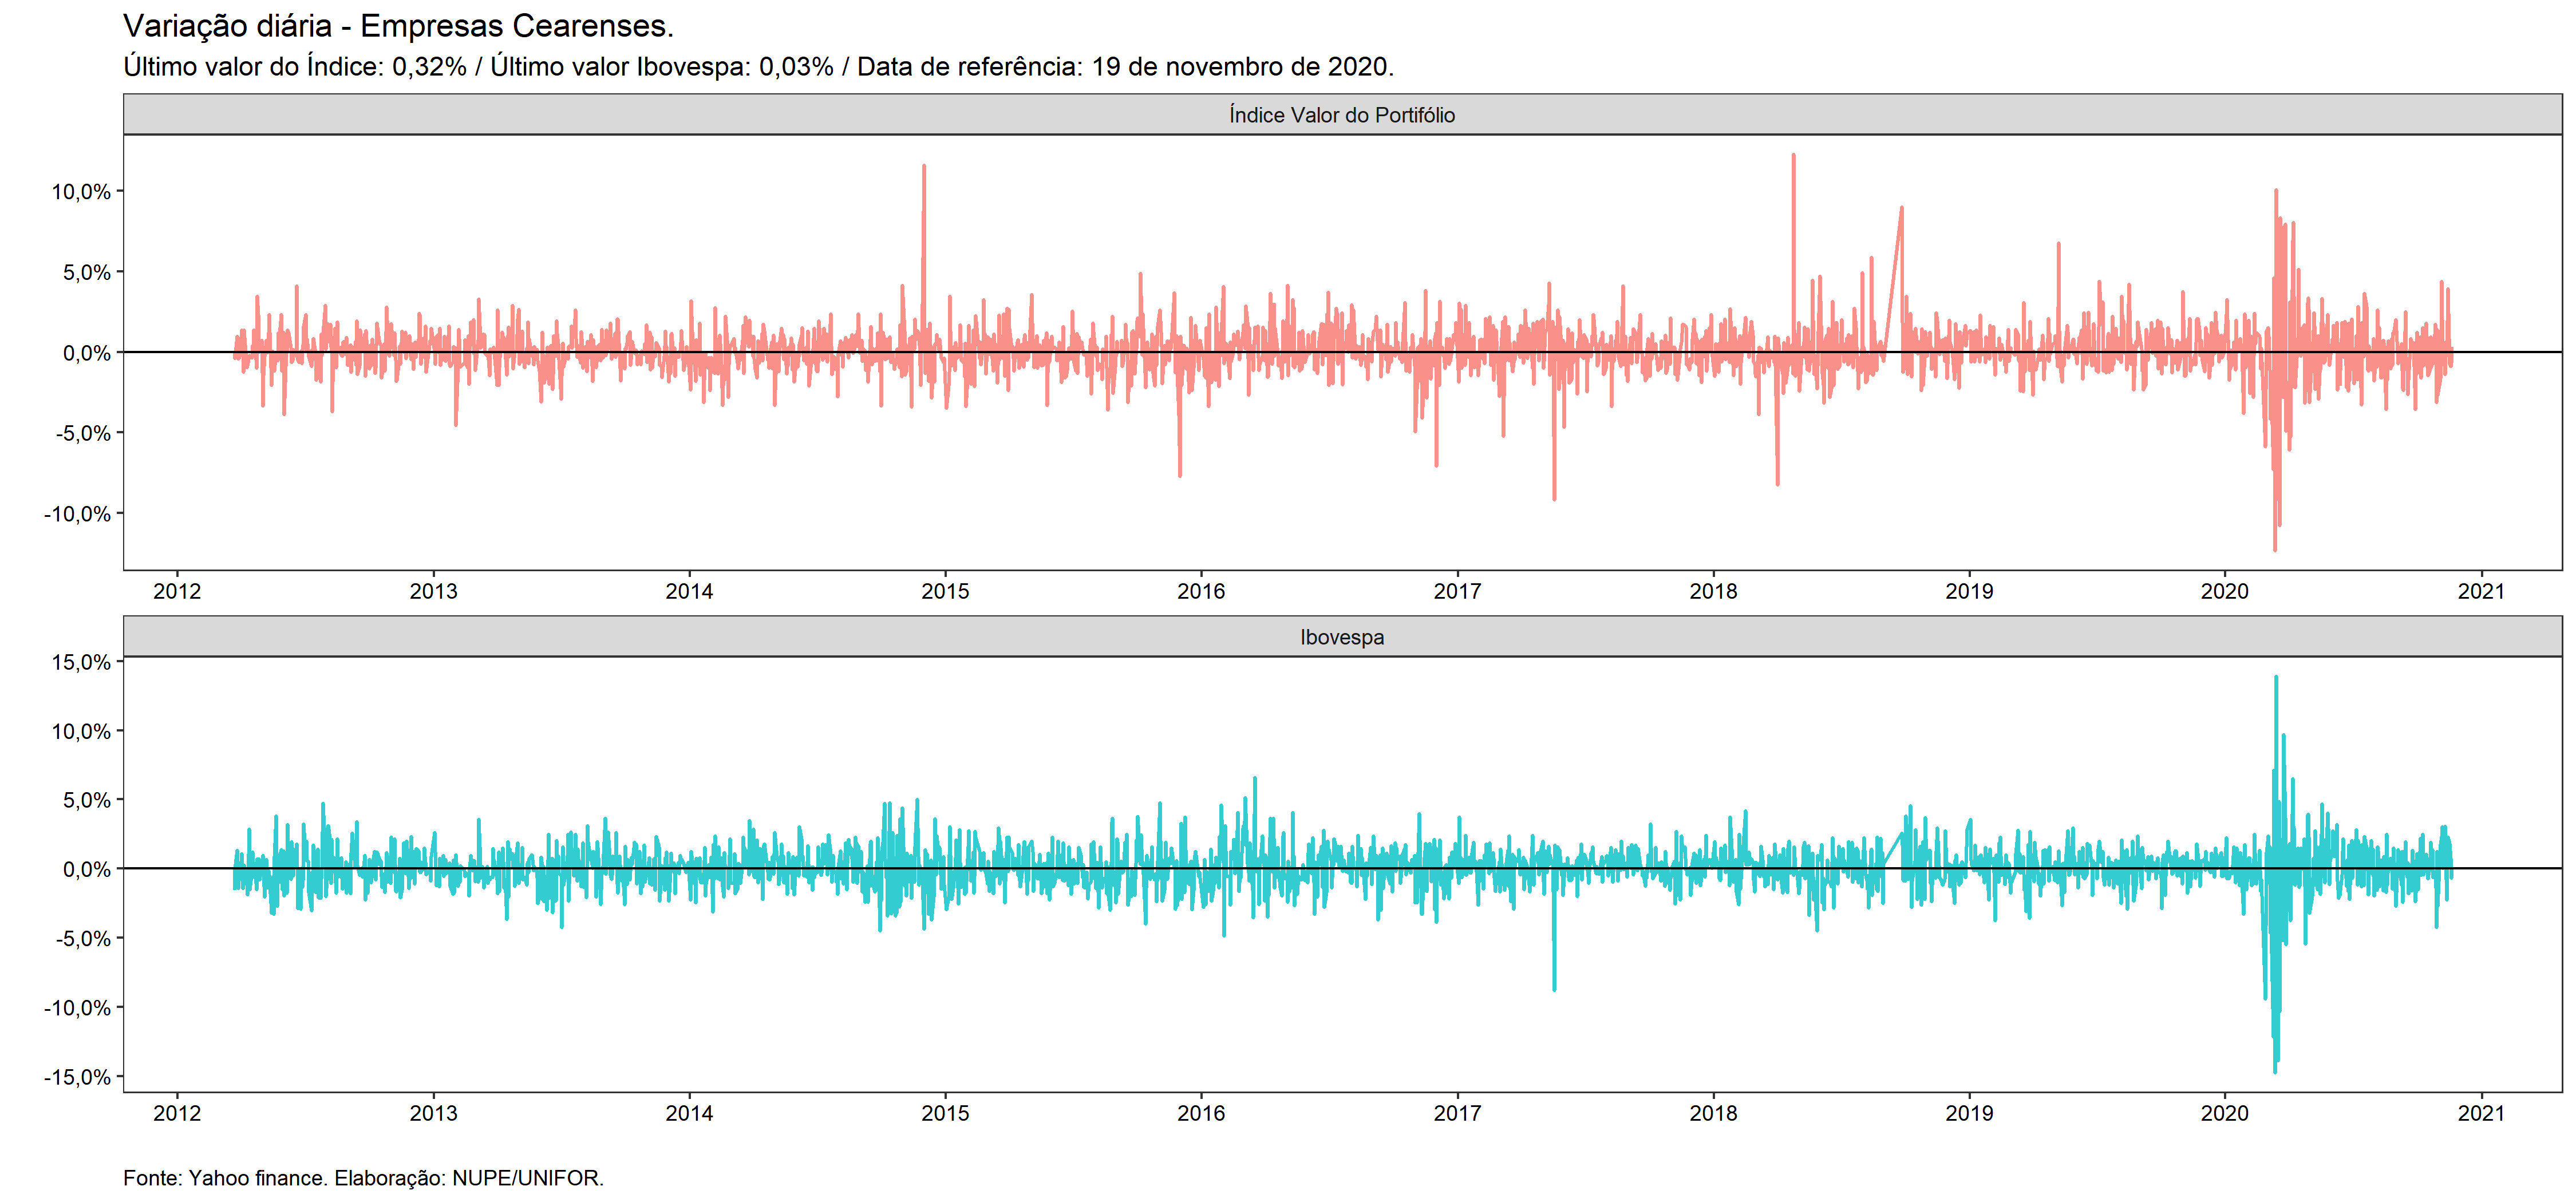 Variação diária - Empresas Cearenses.
Último valor do Índice: 0,32% / Último valor Ibovespa: 0,03% / Data de referência: 19 de novembro de 2020.
Índice Valor do Portifólio
10,0%
5,0%
0,0%
-5,0%
-10,0%
2012 2013 2014 2015 2016 2017 2018 2019 2020 2021
Ibovespa
15,0%
10,0%
5,0%
0,0%
-5,0%
-10,0%
-15,0%
2012 2013 2014 2015 2016 2017 2018 2019 2020 2021
Fonte: Yahoo finance. Elaboração: NUPE/UNIFOR.